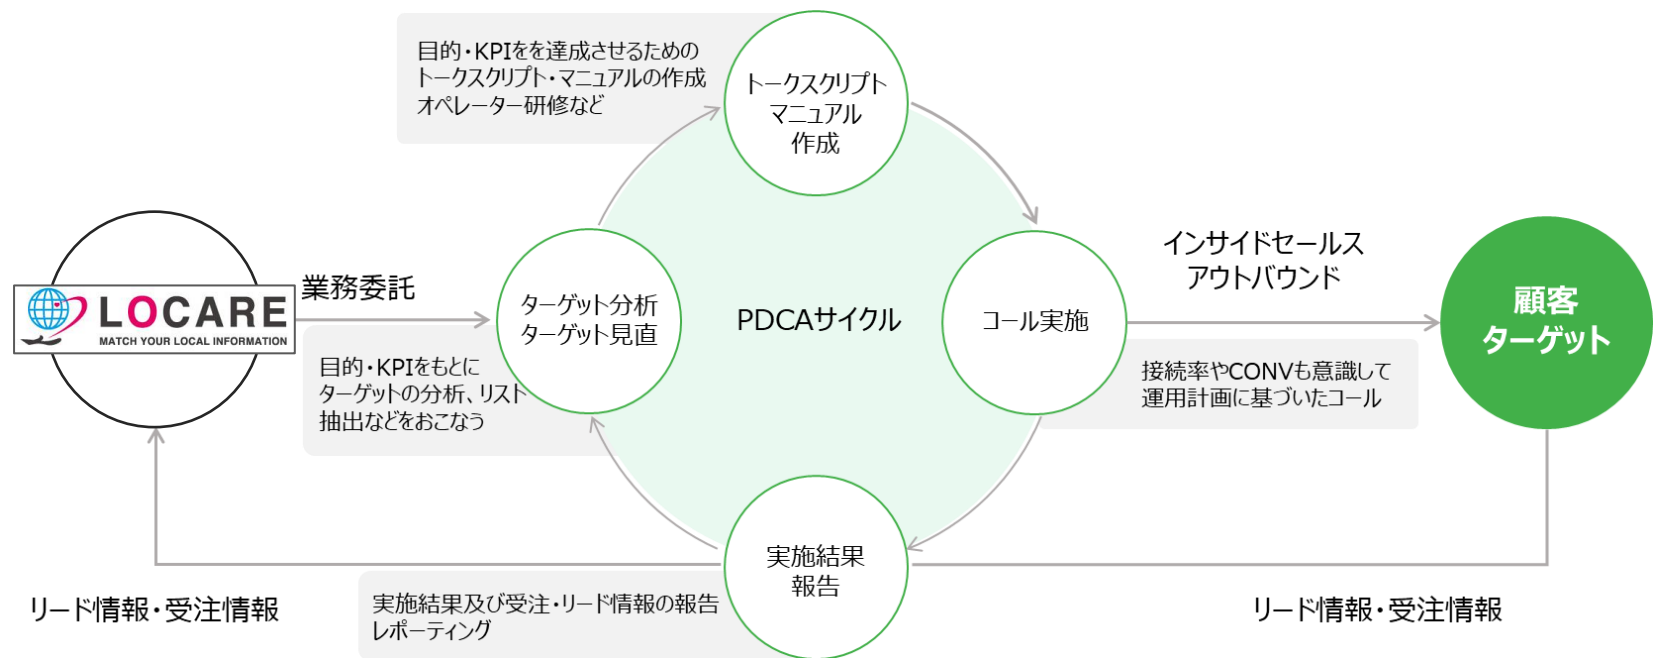 目的・KPIをを達成させるための
トークスクリプト・マニュアルの作成
オペレーター研修など
トークスクリプト
マニュアル
作成
LOCARE
MATCH YOUR LOCAL INFORMATION
業務委託
目的・KPIをもとに
ターゲットの分析、リスト
抽出などをおこなう
ターゲット分析
ターゲット見直
PDCAサイクル
コール実施
インサイドセールス
アウトバウンド
接続率やCONVも意識して
運用計画に基づいたコール
顧客
ターゲット
実施結果
報告
実施結果及び受注・リード情報の報告
レポーティング
リード情報・受注情報
リード情報・受注情報